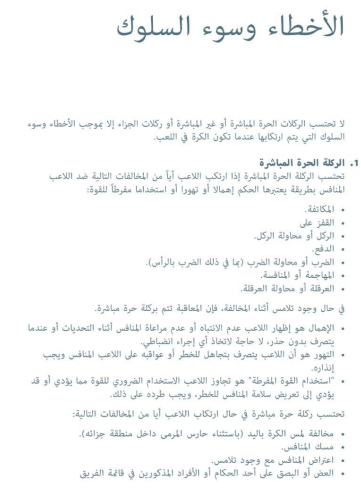 الأخطاء وسوء السلوك
لا تحتسب الركلات الحرة المباشرة أو غير المباشرة أو ركلات الجزاء إلا بموجب الأخطاء وسوء
السلوك التي يتم ارتكابها عندما تكون الكرة في اللعب.
1. الركلة الحرة المباشرة
تحتسب الركلة الحرة المباشرة إذا ارتكب اللاعب أياً من المخالفات التالية ضد اللاعب
المنافس بطريقة يعتبرها الحكم إهمالا أو تهورا أو استخداما مفرطاً للقوة:
• المكاتفة.
• القفز على
• الركل أو محاولة الركل.
• الدفع.
• الضرب أو محاولة الضرب (بما في ذلك الضرب بالرأس).
• المهاجمة أو المنافسة.
• العرقلة أو محاولة العرقلة.
في حال وجود تلامس أثناء المخالفة، فإن المعاقبة تتم بركلة حرة مباشرة.
• الإهمال هو إظهار اللاعب عدم الانتباه أو عدم مراعاة المنافس أثناء التحديات أو عندما
يتصرف بدون حذر، لا حاجة لاتخاذ أي إجراء انضباطي.
• التهور هو أن اللاعب يتصرف بتجاهل للخطر أو عواقبه على اللاعب المنافس ويجب
إنذاره.
• "استخدام القوة المفرطة" هو تجاوز اللاعب الاستخدام الضروري للقوة مما يؤدي أو قد
يؤدي إلى تعريض سلامة المنافس للخطر، ويجب طرده على ذلك.
تحتسب ركلة حرة مباشرة في حال ارتكاب اللاعب أيا من المخالفات التالية:
• مخالفة لمس الكرة باليد (باستثناء حارس المرمى داخل منطقة جزائه).
• مسك المنافس.
• اعتراض المنافس مع وجود تلامس.
• العض أو البصق على أحد الحكام أو الأفراد المذكورين في قائمة الفريق